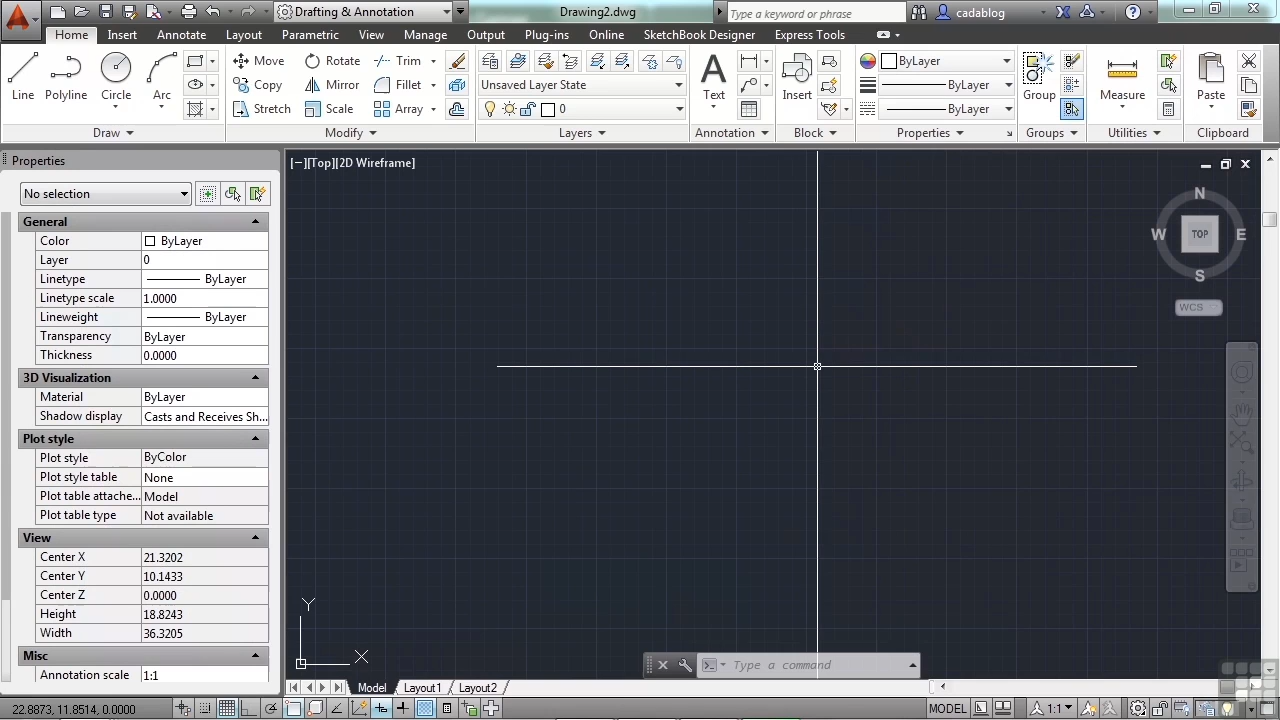 Drafting & Annotation
Drawing2.dwg
Type a keyword or phrase
cadablog
Home Insert Annotate Layout Parametric View Manage Output Plug-ins Online SketchBook Designer Express Tools
Line
Polyline
Circle
Arc
Move Rotate Trim
Copy Mirror Fillet
Stretch Scale Array
Unsaved Layer State
0
Text
Insert
ByLayer
ByLayer
ByLayer
Group
Measure
Paste
Draw Modify Layers Annotation Block Properties Groups Utilities Clipboard
Properties
No selection
General
Color ByLayer
Layer 0
Linetype ByLayer
Linetype scale 1.0000
Lineweight ByLayer
Transparency ByLayer
Thickness 0.0000
3D Visualization
Material ByLayer
Shadow display Casts and Receives Sh...
Plot style
Plot style ByColor
Plot style table None
Plot table attache... Model
Plot table type Not available
View
Center X 21.3202
Center Y 10.1433
Center Z 0.0000
Height 18.8243
Width 36.3205
Misc
Annotation scale 1:1
[−][Top][2D Wireframe]
N
W TOP E
S
WCS
Y
X
Type a command
Model Layout1 Layout2
22.8873, 11.8514, 0.0000
MODEL
1:1